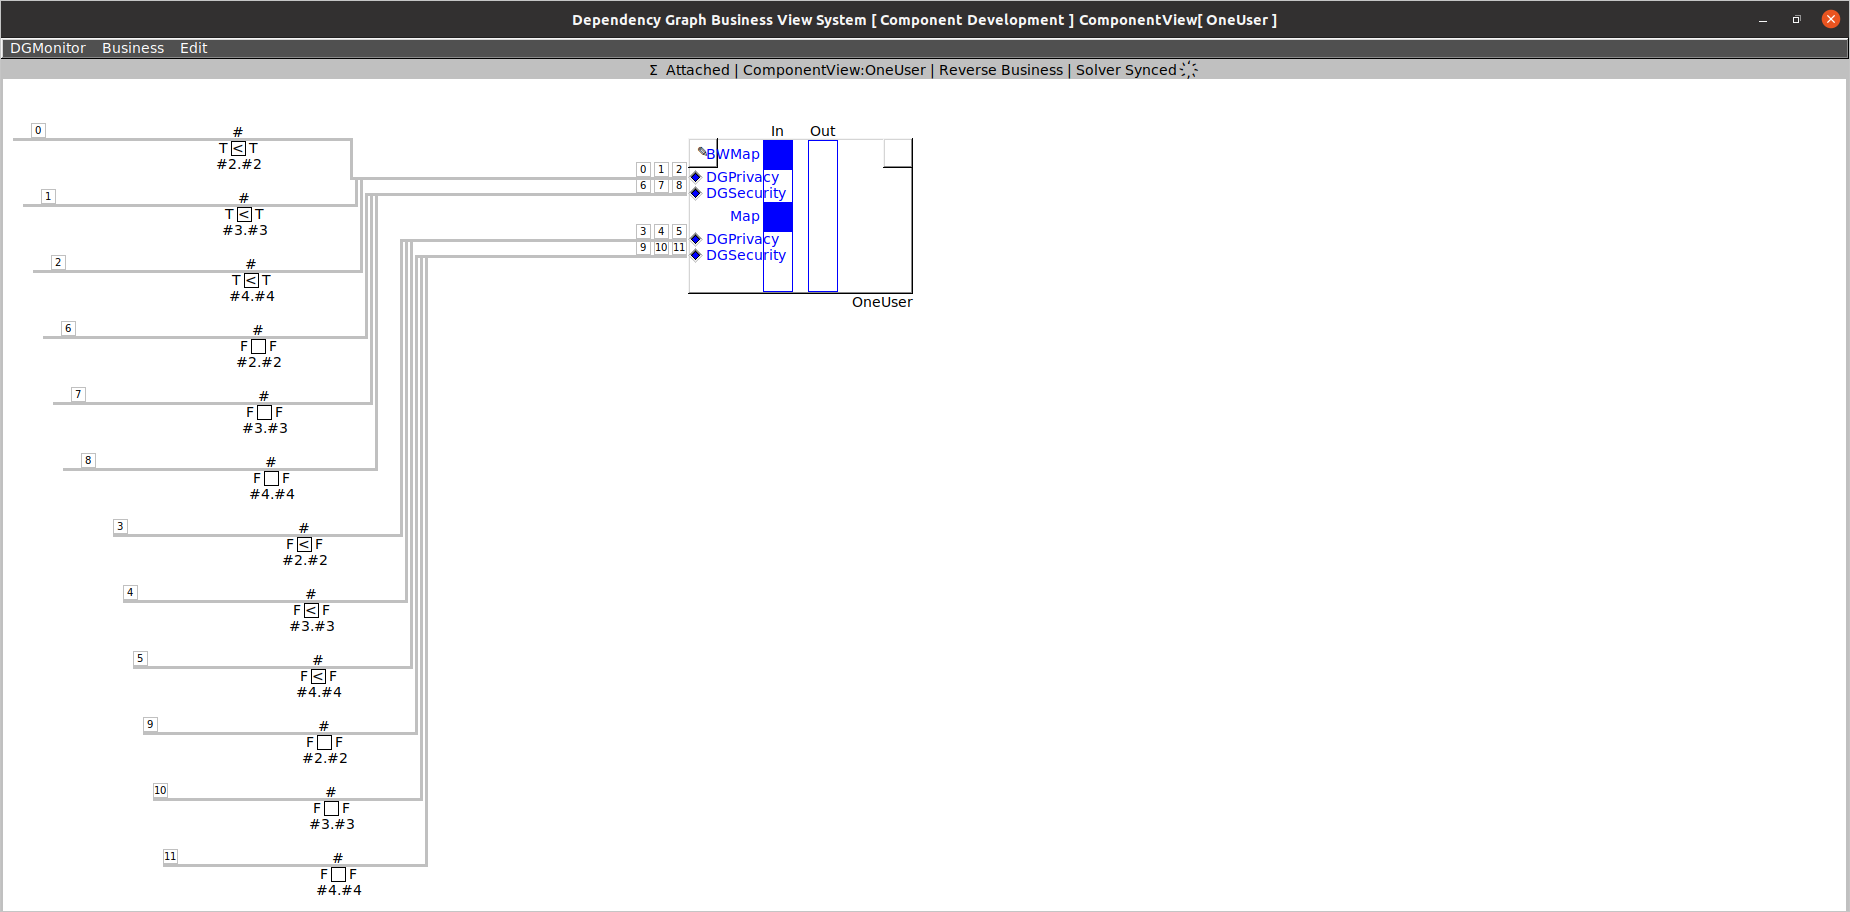 Dependency Graph Business View System [ Component Development ] ComponentView[ OneUser ]
DGMonitor Business Edit
Σ Attached | ComponentView:OneUser | Reverse Business | Solver Synced
In Out
0 #
T < T
#2.#2
BWMap
0 1 2 DGPrivacy
6 7 8 DGSecurity
1 #
T < T
#3.#3
Map
3 4 5 DGPrivacy
9 10 11 DGSecurity
2 #
T < T
#4.#4
OneUser
6 #
F F
#2.#2
7 #
F F
#3.#3
8 #
F F
#4.#4
3 #
F < F
#2.#2
4 #
F < F
#3.#3
5 #
F < F
#4.#4
9 #
F F
#2.#2
10 #
F F
#3.#3
11 #
F F
#4.#4